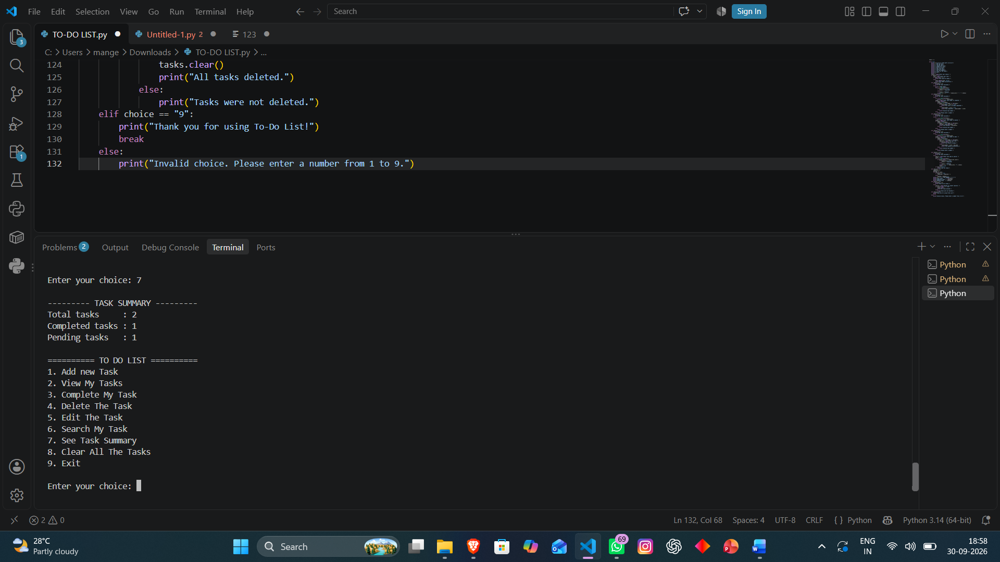 File Edit Selection View Go Run Terminal Help
Search
Sign In
TO-DO LIST.py
Untitled-1.py 2
123
C: > Users > mange > Downloads > TO-DO LIST.py > ...
124 tasks.clear()
125 print("All tasks deleted.")
126 else:
127 print("Tasks were not deleted.")
128 elif choice == "9":
129 print("Thank you for using To-Do List!")
130 break
131 else:
132 print("Invalid choice. Please enter a number from 1 to 9.")
3
1
Problems 2 Output Debug Console Terminal Ports
Enter your choice: 7
--------- TASK SUMMARY ---------
Total tasks     : 2
Completed tasks : 1
Pending tasks   : 1
========== TO DO LIST ==========
1. Add new Task
2. View My Tasks
3. Complete My Task
4. Delete The Task
5. Edit The Task
6. Search My Task
7. See Task Summary
8. Clear All The Tasks
9. Exit
Enter your choice:
Python
Python
Python
2 0
Ln 132, Col 68 Spaces: 4 UTF-8 CRLF { } Python Python 3.14 (64-bit)
28°C
Partly cloudy
Search
69
ENG
IN
18:58
30-09-2026